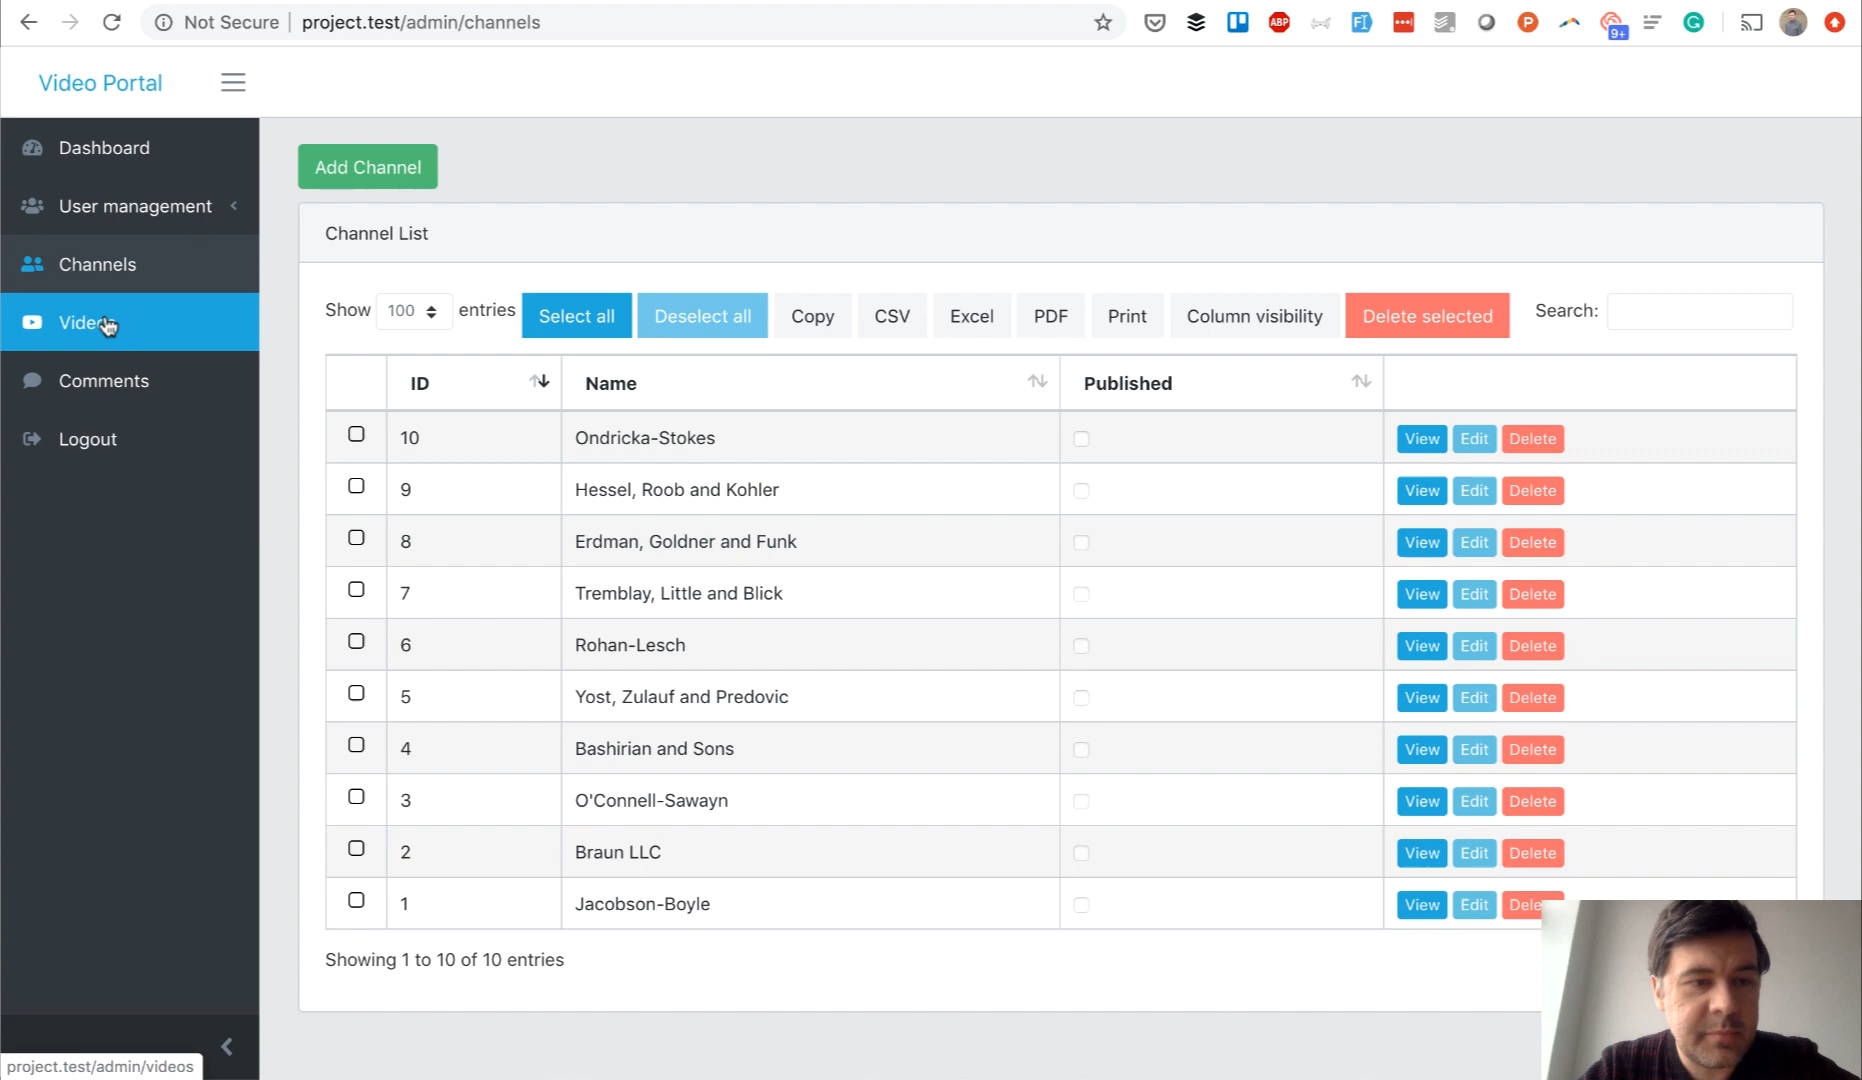 Not Secure | project.test/admin/channels
ABP
F
P
9+
G
Video Portal
Dashboard
User management
Channels
Comments
Logout
Add Channel
Channel List
Show 100 entries Select all Deselect all Copy CSV Excel PDF Print Column visibility Delete selected Search:
ID Name Published
10 Ondricka-Stokes View Edit Delete
9 Hessel, Roob and Kohler View Edit Delete
8 Erdman, Goldner and Funk View Edit Delete
7 Tremblay, Little and Blick View Edit Delete
6 Rohan-Lesch View Edit Delete
5 Yost, Zulauf and Predovic View Edit Delete
4 Bashirian and Sons View Edit Delete
3 O'Connell-Sawayn View Edit Delete
2 Braun LLC View Edit Delete
1 Jacobson-Boyle View Edit
Showing 1 to 10 of 10 entries
project.test/admin/videos